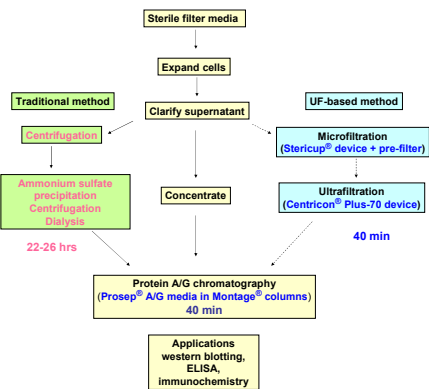 Sterile filter media
Expand cells
Traditional method
UF-based method
Clarify supernatant
Centrifugation
Microfiltration
(Stericup® device + pre-filter)
Ammonium sulfate
precipitation
Centrifugation
Dialysis
Concentrate
Ultrafiltration
(Centricon® Plus-70 device)
22-26 hrs
40 min
Protein A/G chromatography
(Prosep® A/G media in Montage® columns)
40 min
Applications
western blotting,
ELISA,
immunochemistry